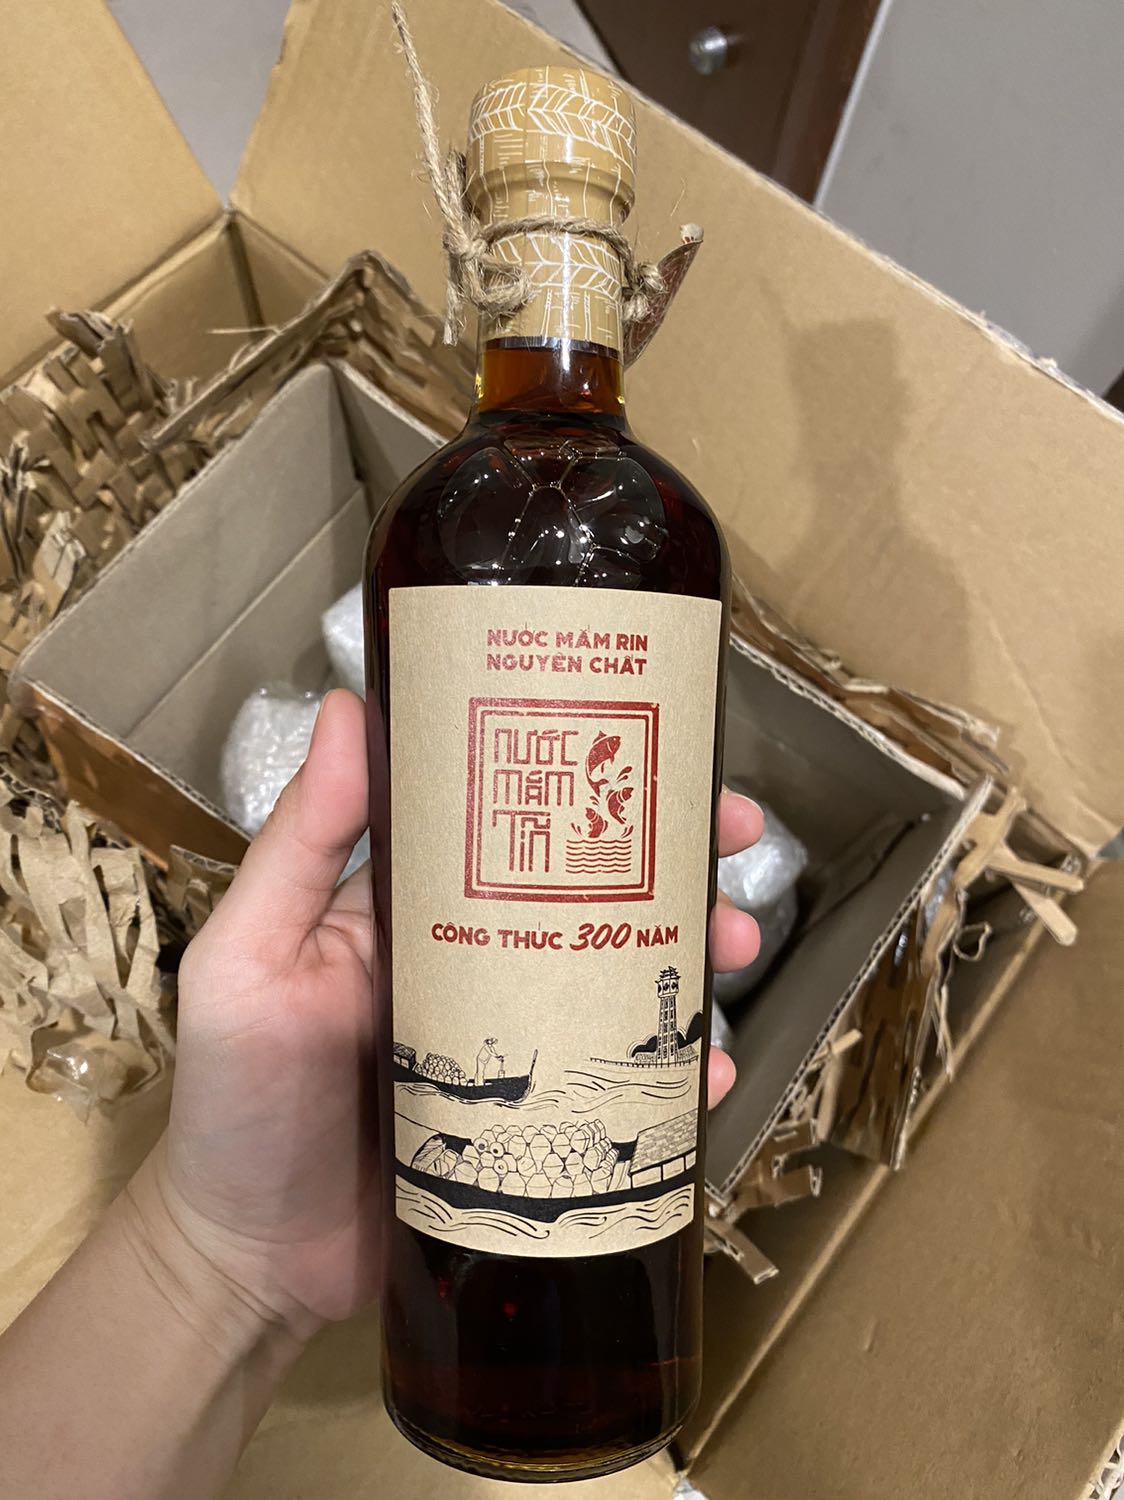 NƯỚC MẮM RIN
NGUYÊN CHẤT
NƯỚC
MẮM
TĨN
CÔNG THỨC 300 NĂM